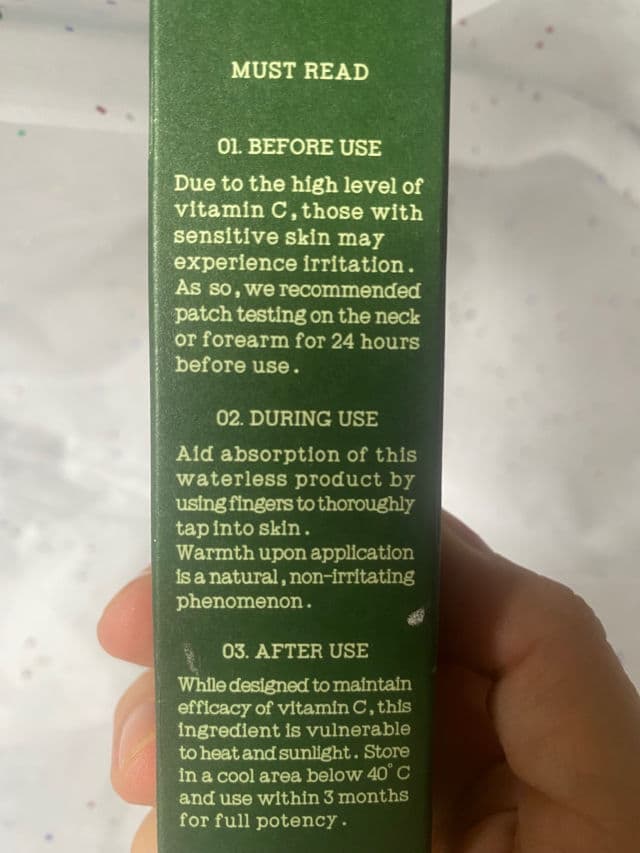 MUST READ
01. BEFORE USE
Due to the high level of
vitamin C, those with
sensitive skin may
experience irritation.
As so, we recommended
patch testing on the neck
or forearm for 24 hours
before use.
02. DURING USE
Aid absorption of this
waterless product by
using fingers to thoroughly
tap into skin.
Warmth upon application
is a natural, non-irritating
phenomenon.
03. AFTER USE
While designed to maintain
efficacy of vitamin C, this
ingredient is vulnerable
to heat and sunlight. Store
in a cool area below 40° C
and use within 3 months
for full potency.